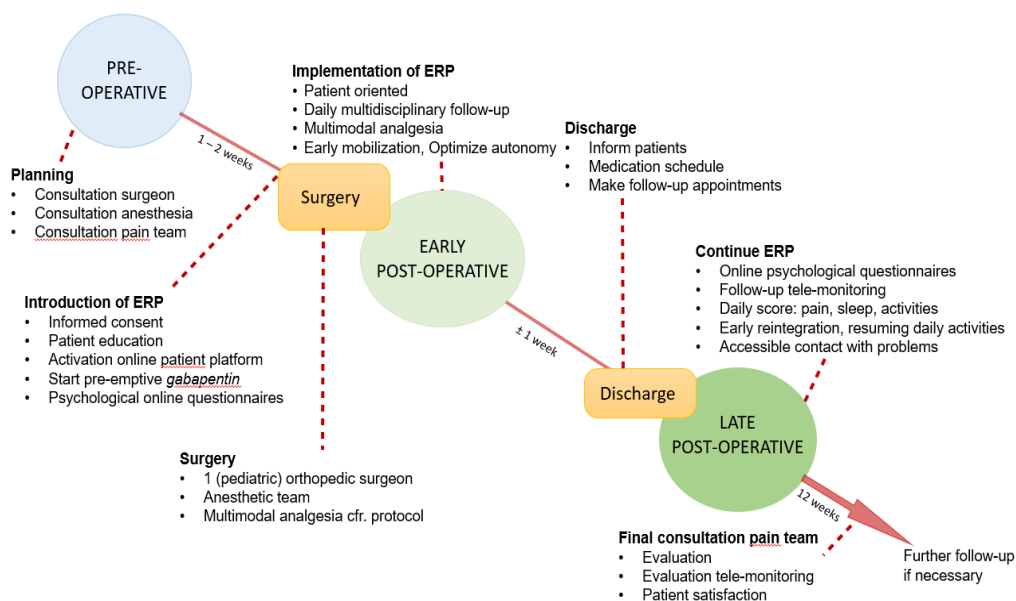 PRE-
OPERATIVE
1 – 2 weeks
Planning
• Consultation surgeon
• Consultation anesthesia
• Consultation pain team
Introduction of ERP
• Informed consent
• Patient education
• Activation online patient platform
• Start pre-emptive gabapentin
• Psychological online questionnaires
Surgery
Surgery
• 1 (pediatric) orthopedic surgeon
• Anesthetic team
• Multimodal analgesia cfr. protocol
Implementation of ERP
• Patient oriented
• Daily multidisciplinary follow-up
• Multimodal analgesia
• Early mobilization, Optimize autonomy
EARLY
POST-OPERATIVE
± 1 week
Discharge
• Inform patients
• Medication schedule
• Make follow-up appointments
Discharge
Continue ERP
• Online psychological questionnaires
• Follow-up tele-monitoring
• Daily score: pain, sleep, activities
• Early reintegration, resuming daily activities
• Accessible contact with problems
LATE
POST-OPERATIVE
12 weeks
Final consultation pain team
• Evaluation
• Evaluation tele-monitoring
• Patient satisfaction
Further follow-up
if necessary